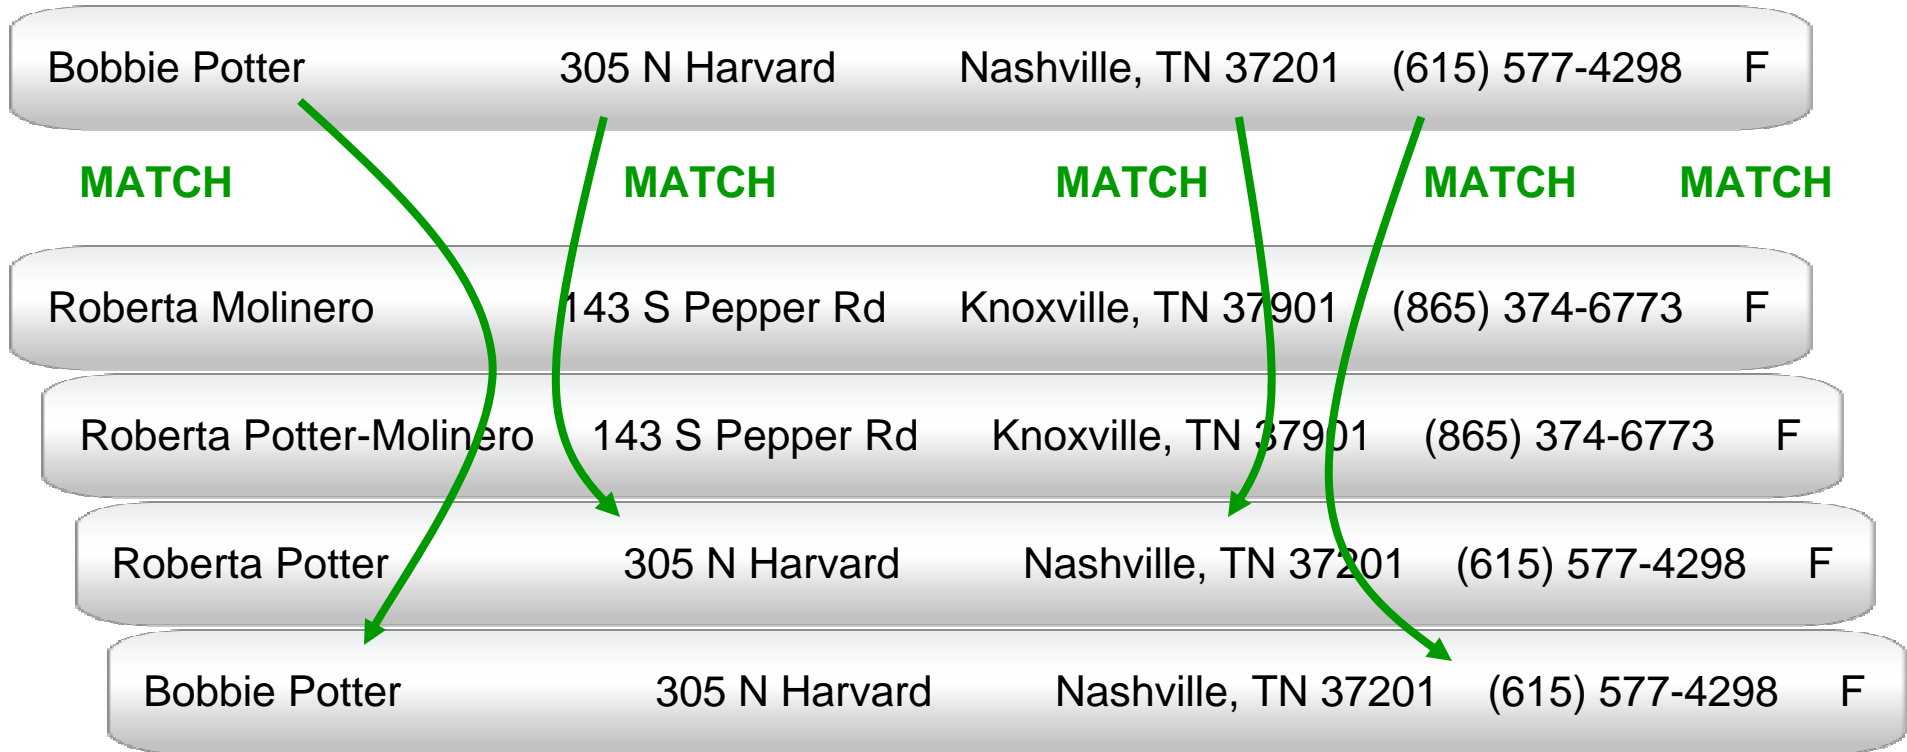 Bobbie Potter 305 N Harvard Nashville, TN 37201 (615) 577-4298 F
MATCH MATCH MATCH MATCH MATCH
Roberta Molinero 143 S Pepper Rd Knoxville, TN 37901 (865) 374-6773 F
Roberta Potter-Molinero 143 S Pepper Rd Knoxville, TN 37901 (865) 374-6773 F
Roberta Potter 305 N Harvard Nashville, TN 37201 (615) 577-4298 F
Bobbie Potter 305 N Harvard Nashville, TN 37201 (615) 577-4298 F